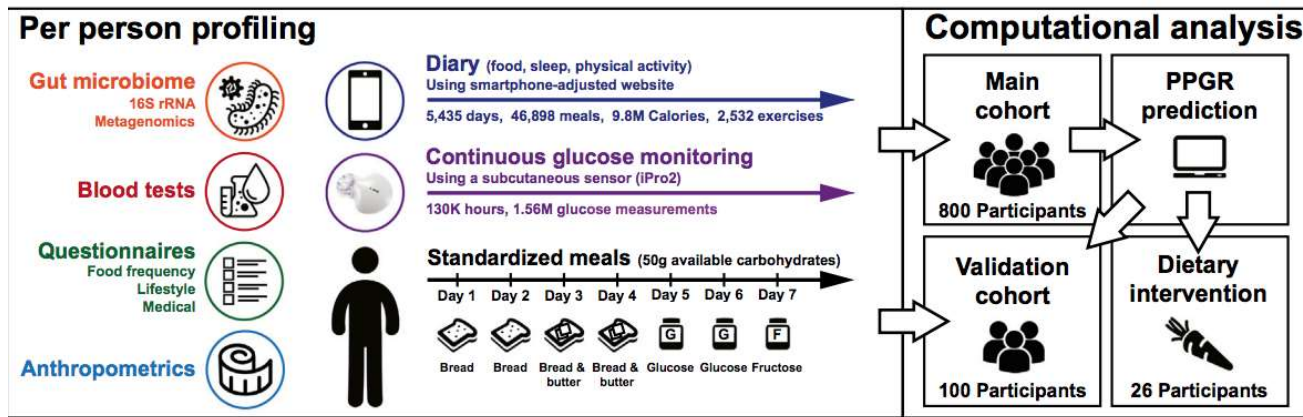 Per person profiling
Gut microbiome
16S rRNA
Metagenomics
Blood tests
Questionnaires
Food frequency
Lifestyle
Medical
Anthropometrics
Diary (food, sleep, physical activity)
Using smartphone-adjusted website
5,435 days, 46,898 meals, 9.8M Calories, 2,532 exercises
Continuous glucose monitoring
Using a subcutaneous sensor (iPro2)
130K hours, 1.56M glucose measurements
Standardized meals (50g available carbohydrates)
Day 1 Day 2 Day 3 Day 4 Day 5 Day 6 Day 7
G G F
Bread Bread Bread & butter Bread & butter Glucose Glucose Fructose
Computational analysis
Main
cohort
800 Participants
PPGR
prediction
Validation
cohort
100 Participants
Dietary
intervention
26 Participants